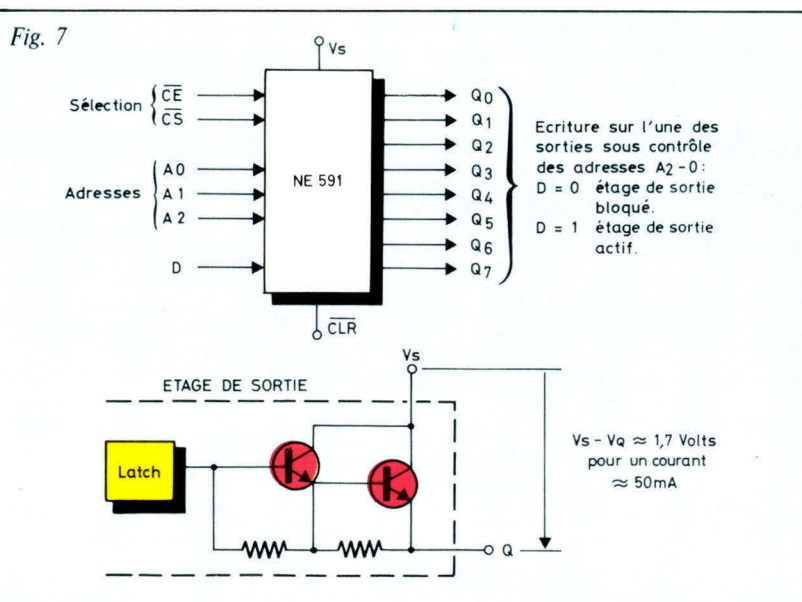 Fig. 7
Vs
Sélection
CE
CS
Adresses
A0
A1
A2
D
NE 591
CLR
Q0
Q1
Q2
Q3
Q4
Q5
Q6
Q7
Ecriture sur l'une des
sorties sous contrôle
des adresses A2-0:
D = 0 étage de sortie
bloqué.
D = 1 étage de sortie
actif.
ETAGE DE SORTIE
Vs
Latch
Q
Vs - VQ ≈ 1,7 Volts
pour un courant
≈ 50mA